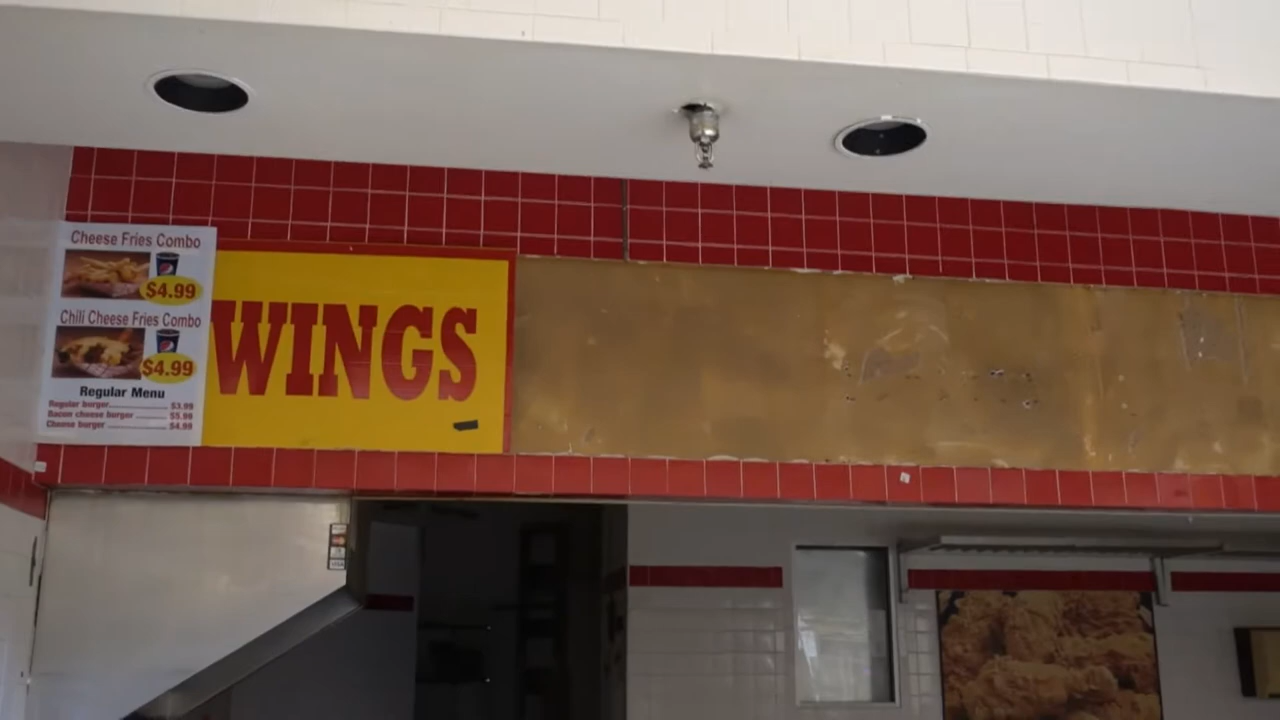 Cheese Fries Combo
$4.99
Chili Cheese Fries Combo
$4.99
Regular Menu
Regular burger $3.99
Bacon cheese burger $5.99
Cheese burger $4.99
WINGS
VISA